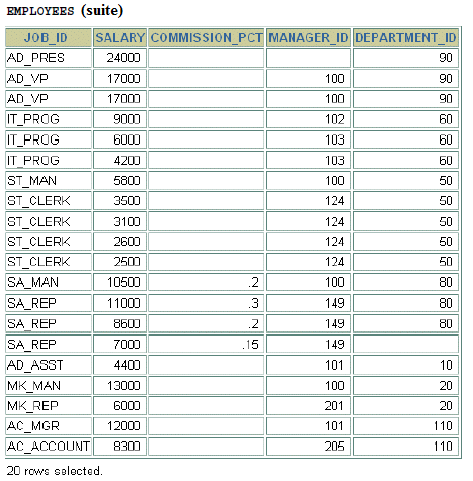 EMPLOYEES (suite)
JOB_ID SALARY COMMISSION_PCT MANAGER_ID DEPARTMENT_ID
AD_PRES 24000 90
AD_VP 17000 100 90
AD_VP 17000 100 90
IT_PROG 9000 102 60
IT_PROG 6000 103 60
IT_PROG 4200 103 60
ST_MAN 5800 100 50
ST_CLERK 3500 124 50
ST_CLERK 3100 124 50
ST_CLERK 2600 124 50
ST_CLERK 2500 124 50
SA_MAN 10500 .2 100 80
SA_REP 11000 .3 149 80
SA_REP 8600 .2 149 80
SA_REP 7000 .15 149
AD_ASST 4400 101 10
MK_MAN 13000 100 20
MK_REP 6000 201 20
AC_MGR 12000 101 110
AC_ACCOUNT 8300 205 110
20 rows selected.